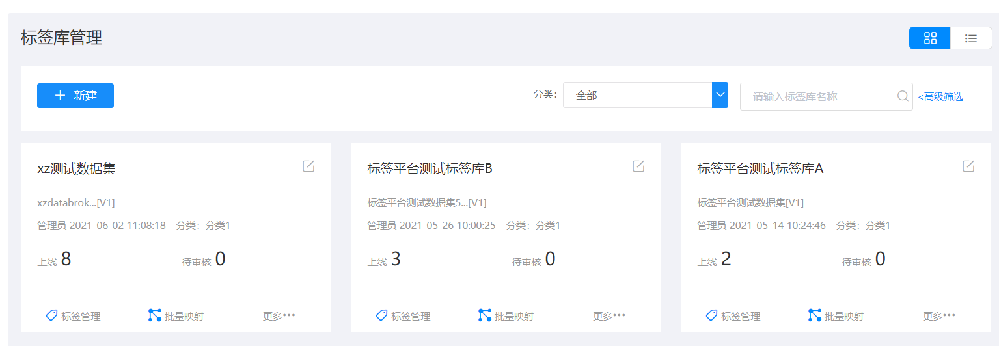 标签库管理
新建 分类： 全部 请输入标签库名称 <高级筛选
xz测试数据集
xzdatabrok...[V1]
管理员 2021-06-02 11:08:18 分类：分类1
上线 8 待审核 0
标签管理 批量映射 更多•••
标签平台测试标签库B
标签平台测试数据集5...[V1]
管理员 2021-05-26 10:00:25 分类：分类1
上线 3 待审核 0
标签管理 批量映射 更多•••
标签平台测试标签库A
标签平台测试数据集[V1]
管理员 2021-05-14 10:24:46 分类：分类1
上线 2 待审核 0
标签管理 批量映射 更多•••